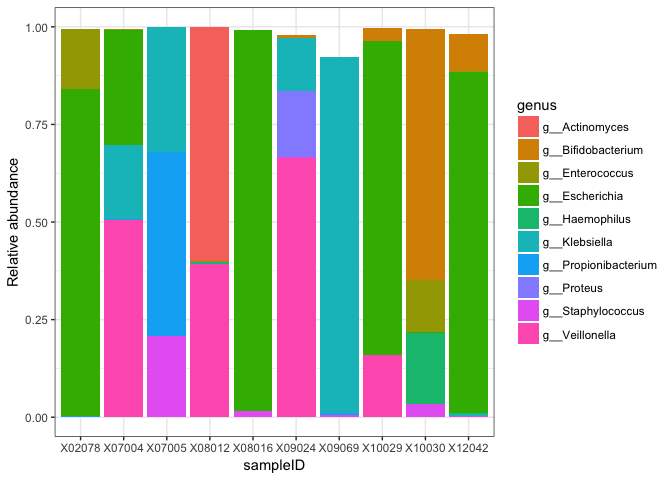 1.00
0.75
0.50
0.25
0.00
Relative abundance
X02078 X07004 X07005 X08012 X08016 X09024 X09069 X10029 X10030 X12042
sampleID
genus
g__Actinomyces
g__Bifidobacterium
g__Enterococcus
g__Escherichia
g__Haemophilus
g__Klebsiella
g__Propionibacterium
g__Proteus
g__Staphylococcus
g__Veillonella